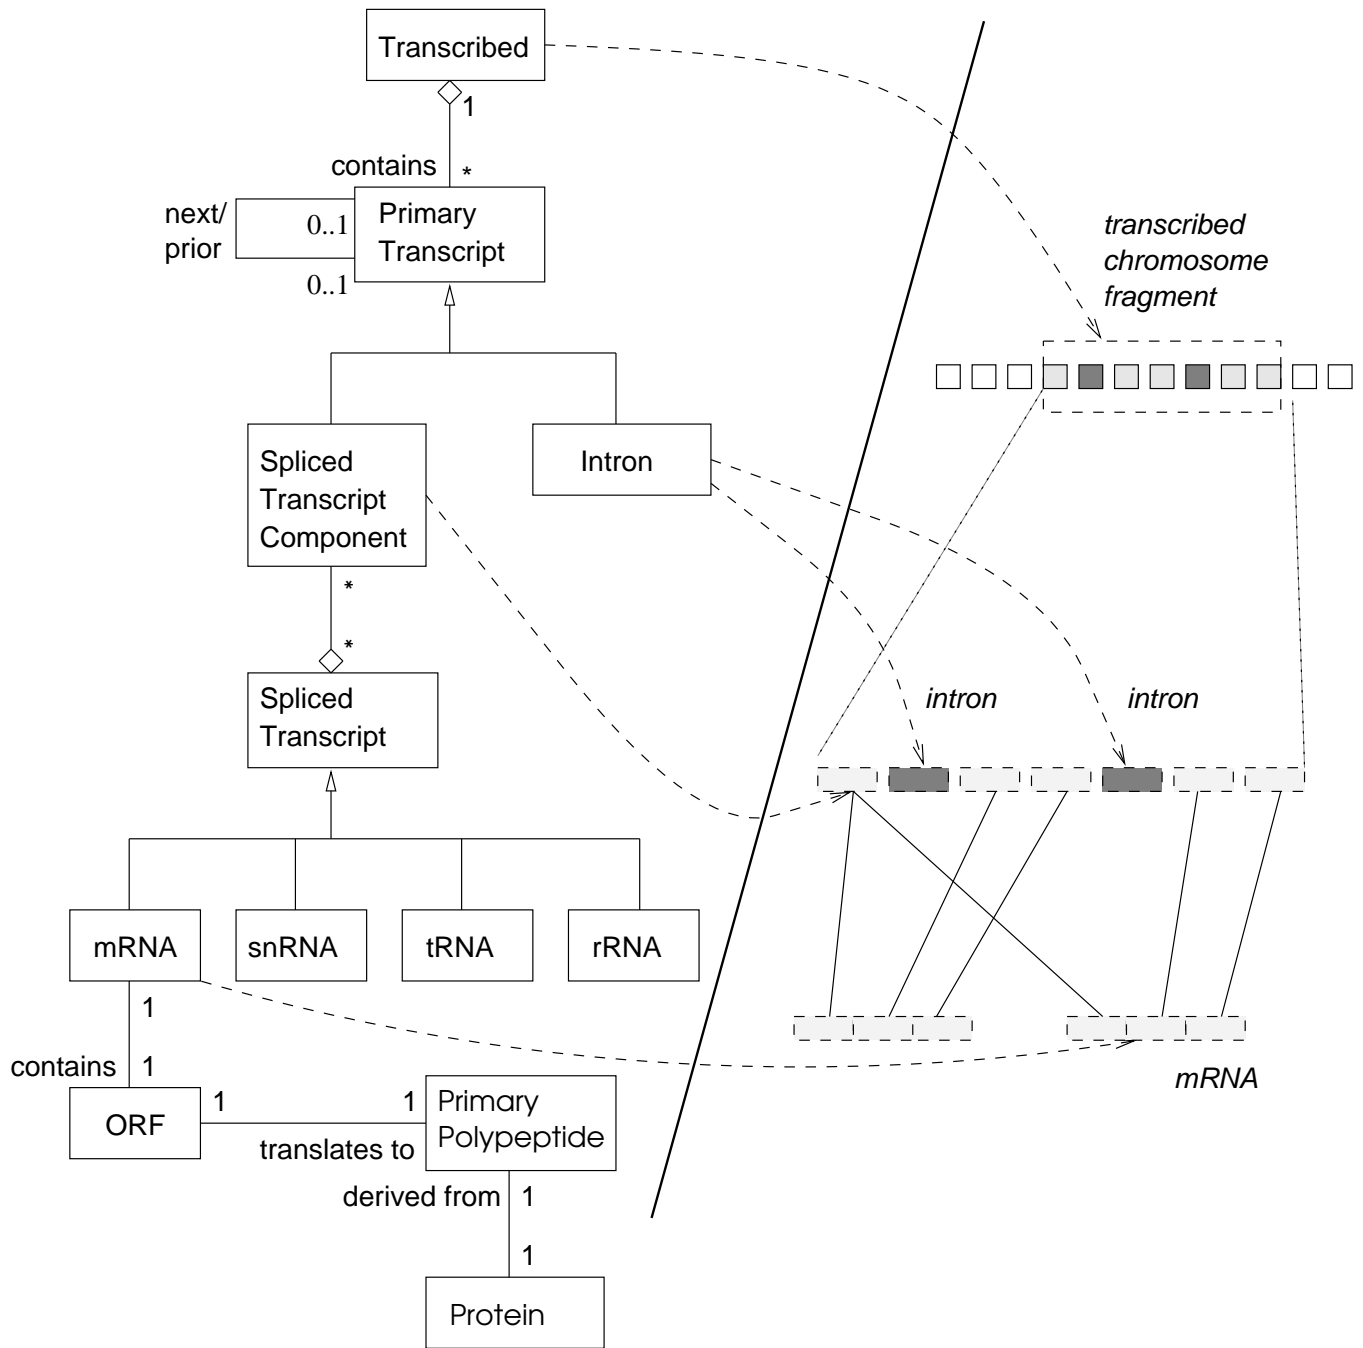 Transcribed
1
contains
*
next/
prior
0..1
0..1
Primary
Transcript
transcribed
chromosome
fragment
Spliced
Transcript
Component
Intron
*
*
Spliced
Transcript
intron
intron
mRNA
snRNA
tRNA
rRNA
1
contains
1
ORF
1
1
translates to
Primary
Polypeptide
mRNA
derived from
1
1
Protein